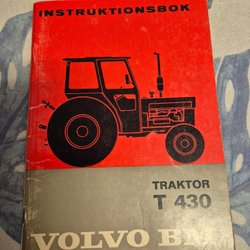 INSTRUKTIONSBOK
TRAKTOR
T 430
VOLVO BM